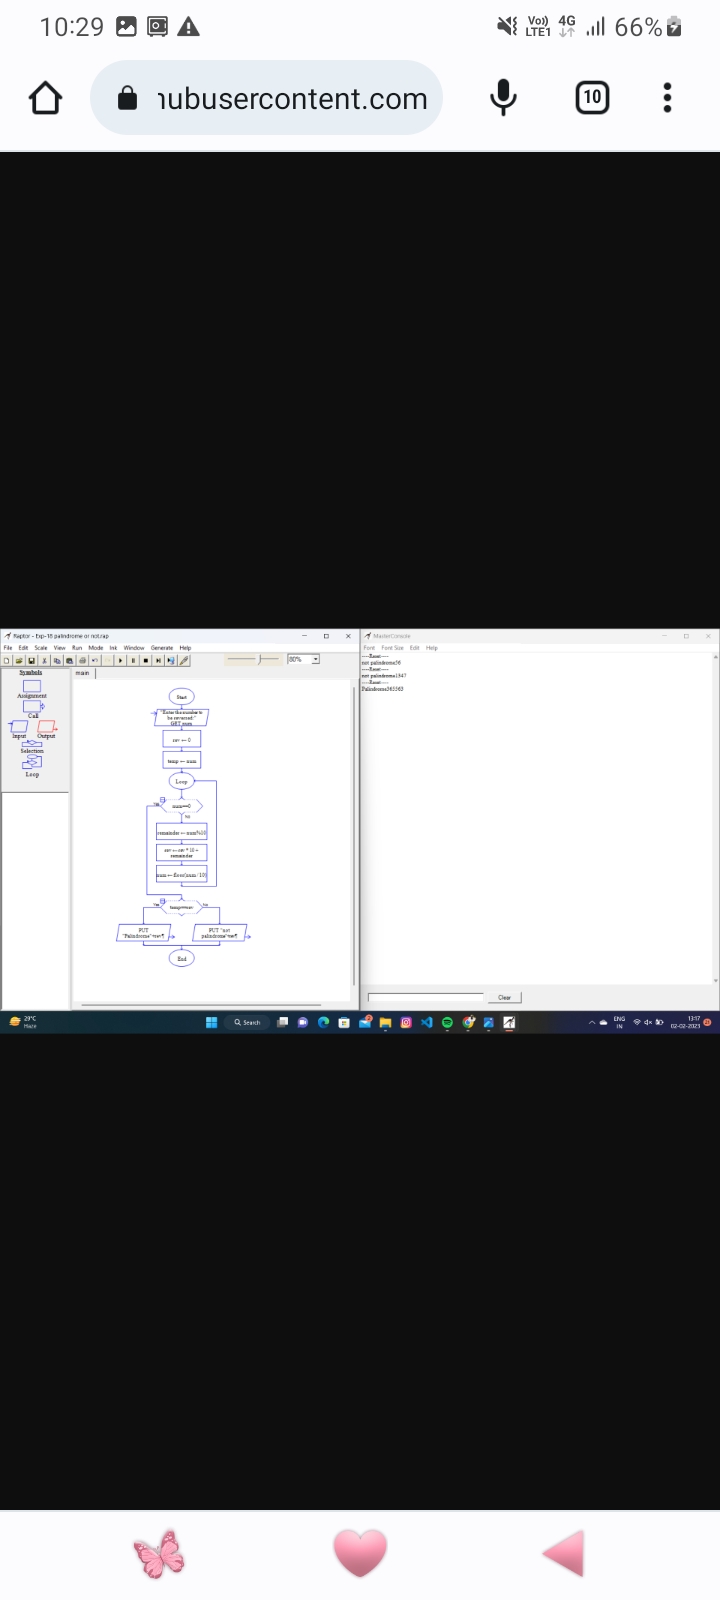 10:29
Vo)) LTE1 4G 66%
nubusercontent.com
10
Raptor - Exp-18 palindrome or not.rap
File Edit Scale View Run Mode Ink Window Generate Help
80%
Symbols
main
Assignment
Call
Input Output
Selection
Loop
Start
"Enter the number to
be reversed:"
GET num
rev ← 0
temp ← num
Loop
num==0
Yes
No
remainder ← num%10
rev ← rev * 10 +
remainder
num ← floor(num / 10)
Yes
temp==rev
No
PUT
"Palindrome"+rev¶
PUT "not
palindrome"+rev¶
End
MasterConsole
Font Font Size Edit Help
----Reset----
not palindrome56
----Reset----
not palindrome1347
----Reset----
Palindrome363363
Clear
29°C
Haze
Search
ENG
IN
13:17
02-02-2023